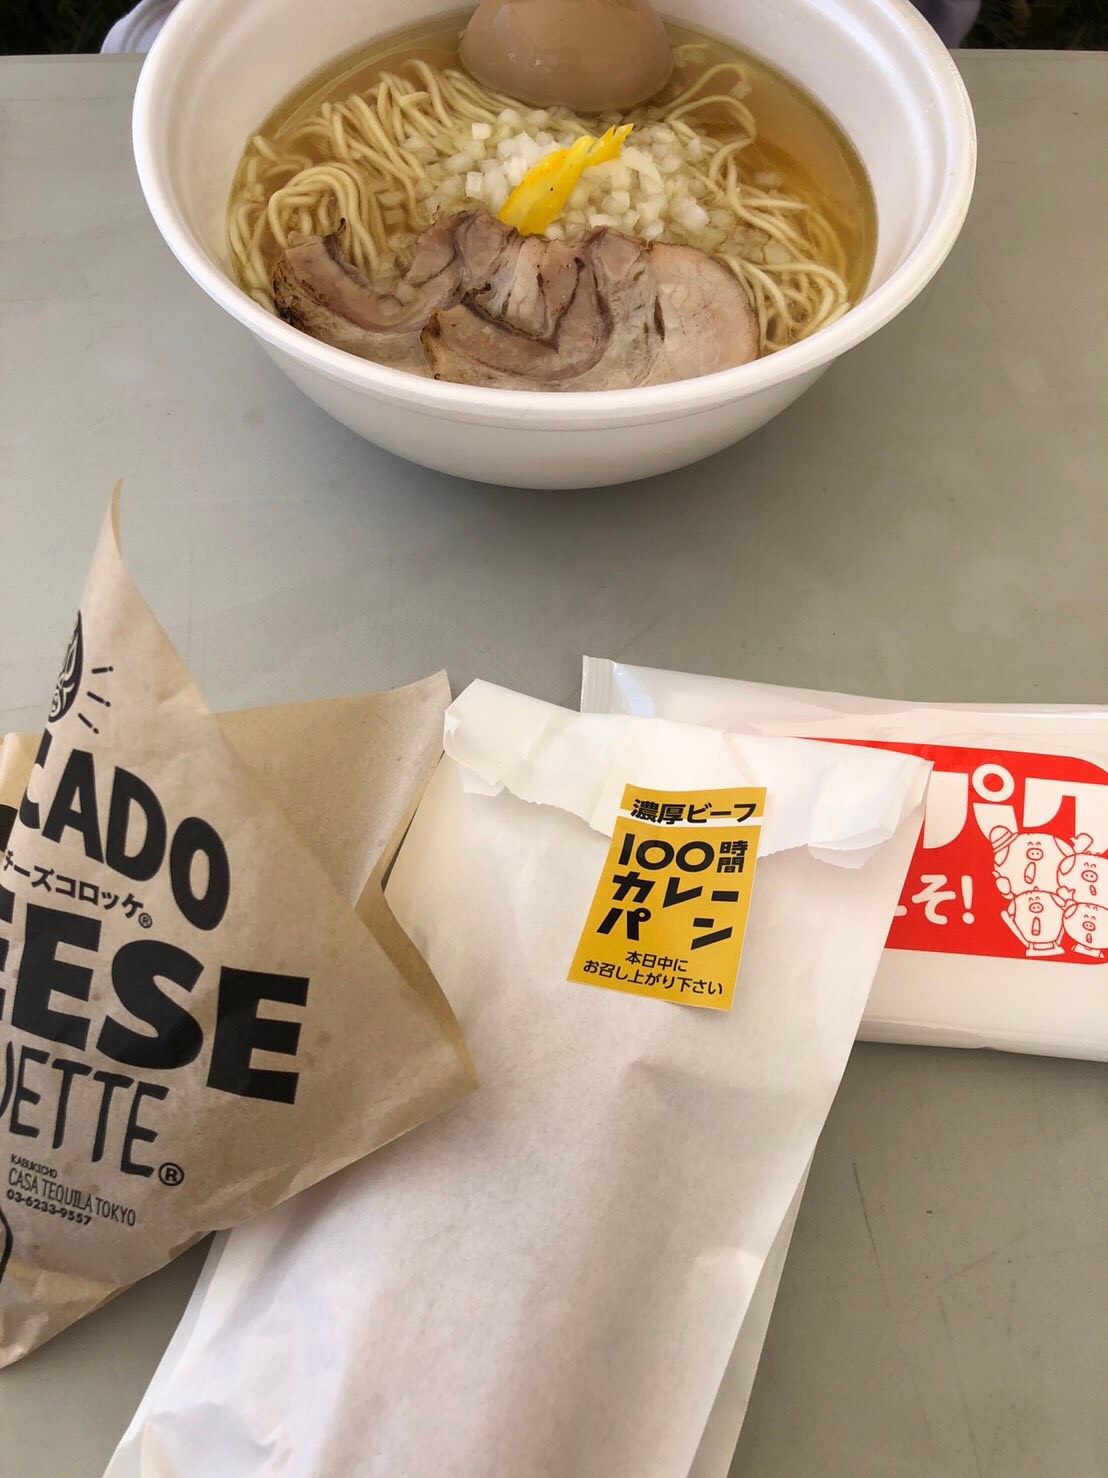 CADO
チーズコロッケ®
EESE
UETTE®
KABUKICHO
CASA TEQUILA TOKYO
03-6233-9557
濃厚ビーフ
100時間
カレー
パン
本日中に
お召し上がり下さい
パク
そ!